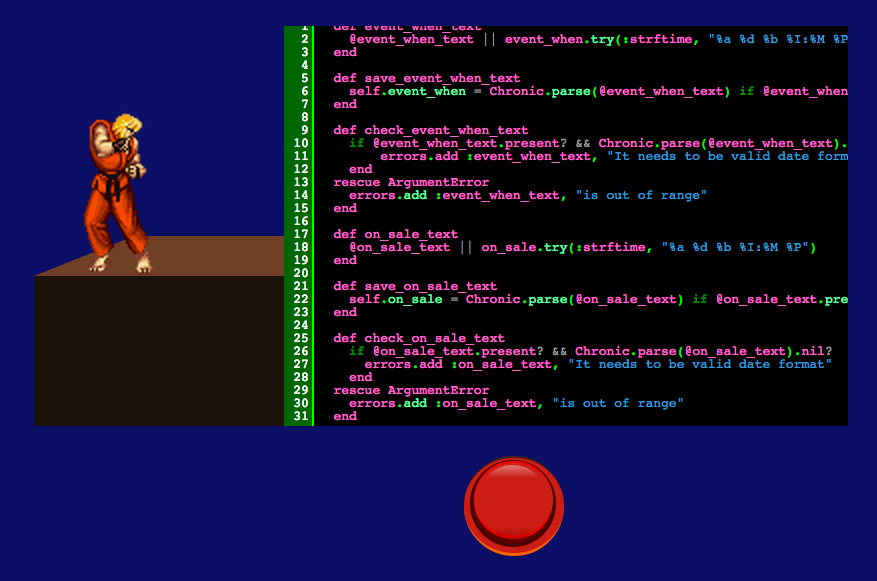 1 def event_when_text
2 @event_when_text || event_when.try(:strftime, "%a %d %b %I:%M %P
3 end
4
5 def save_event_when_text
6 self.event_when = Chronic.parse(@event_when_text) if @event_when
7 end
8
9 def check_event_when_text
10 if @event_when_text.present? && Chronic.parse(@event_when_text).
11 errors.add :event_when_text, "It needs to be valid date form
12 end
13 rescue ArgumentError
14 errors.add :event_when_text, "is out of range"
15 end
16
17 def on_sale_text
18 @on_sale_text || on_sale.try(:strftime, "%a %d %b %I:%M %P")
19 end
20
21 def save_on_sale_text
22 self.on_sale = Chronic.parse(@on_sale_text) if @on_sale_text.pre
23 end
24
25 def check_on_sale_text
26 if @on_sale_text.present? && Chronic.parse(@on_sale_text).nil?
27 errors.add :on_sale_text, "It needs to be valid date format"
28 end
29 rescue ArgumentError
30 errors.add :on_sale_text, "is out of range"
31 end